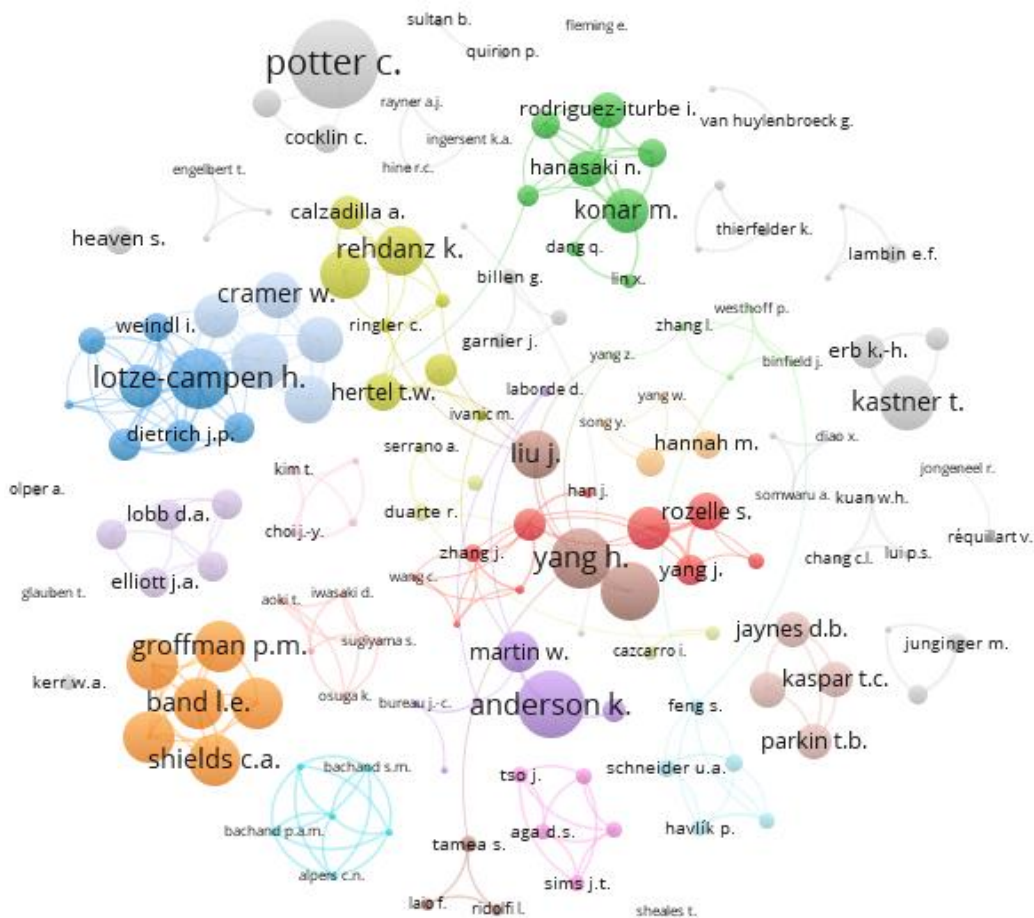 sultan b.
fleming e.
quirion p.
potter c.
rayner a.j.
rodriguez-iturbe i.
van huylenbroeck g.
cocklin c.
ingersent k.a.
hine r.c.
hanasaki n.
engelbert t.
calzadilla a.
konar m.
heaven s.
rehdanz k.
dang q.
thierfelder k.
lambin e.f.
billen g.
lin x.
cramer w.
westhoff p.
weindl i.
ringler c.
zhang l.
garnier j.
yang z.
binfield j.
erb k.-h.
lotze-campen h.
hertel t.w.
laborde d.
yang w.
kastner t.
ivanic m.
song y.
dietrich j.p.
serrano a.
liu j.
hannah m.
diao x.
kim t.
jongeneel r.
olper a.
han j.
somwaru a.
kuan w.h.
lobb d.a.
choi j.-y.
duarte r.
rozelle s.
réquillart v.
zhang j.
yang h.
chang c.l.
lui p.s.
elliott j.a.
wang c.
yang j.
glauben t.
aoki t.
iwasaki d.
jaynes d.b.
groffman p.m.
sugiyama s.
martin w.
cazcarro i.
junginger m.
kerr w.a.
kaspar t.c.
band l.e.
osuga k.
bureau j.-c.
anderson k.
feng s.
parkin t.b.
shields c.a.
bachand s.m.
tso j.
schneider u.a.
bachand p.a.m.
aga d.s.
havlík p.
tamea s.
alpers c.n.
sims j.t.
laio f.
ridolfi l.
sheales t.